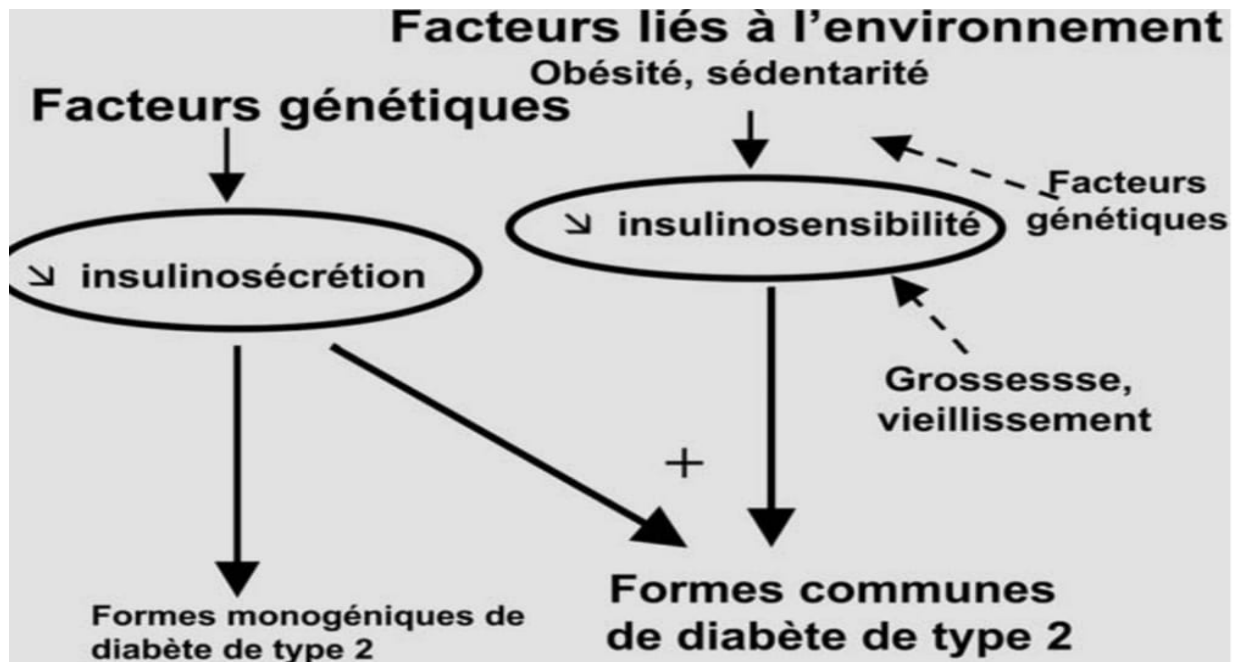 Facteurs liés à l'environnement
Obésité, sédentarité
Facteurs génétiques
Facteurs
génétiques
↘ insulinosensibilité
↘ insulinosécrétion
Grossessse,
vieillissement
+
Formes monogéniques de
diabète de type 2
Formes communes
de diabète de type 2